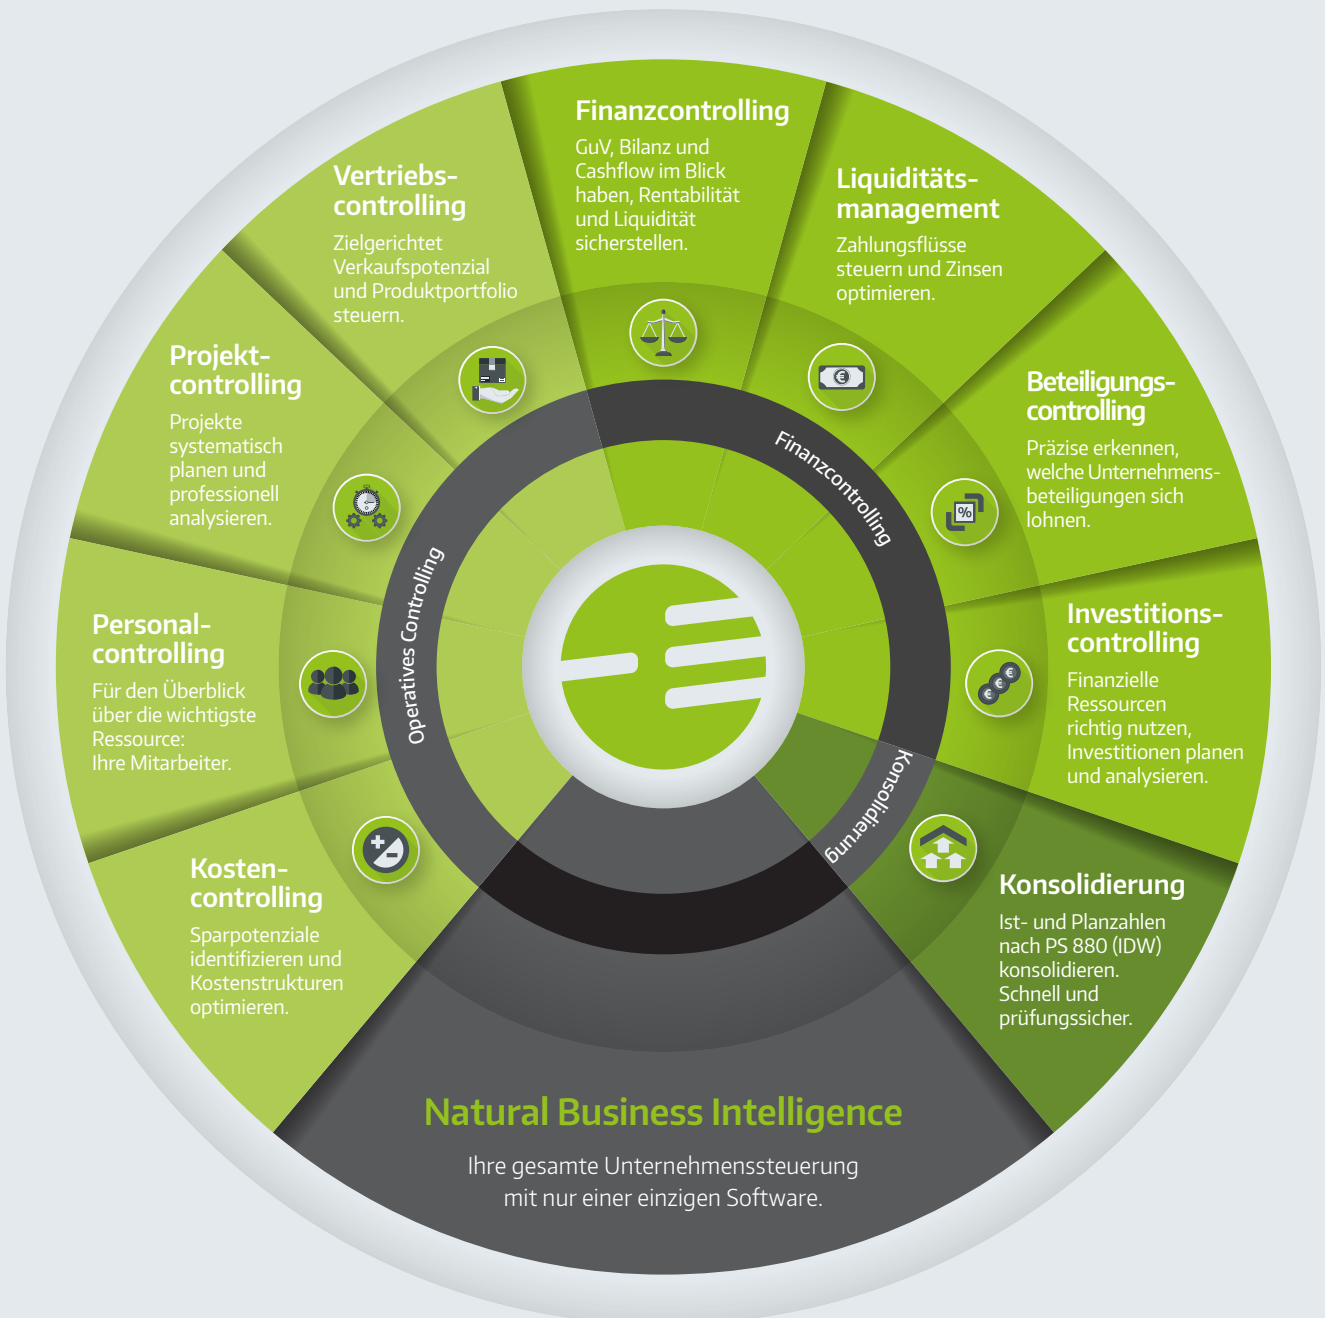 Finanzcontrolling
GuV, Bilanz und
Cashflow im Blick
haben, Rentabilität
und Liquidität
sicherstellen.
Liquiditäts-
management
Zahlungsflüsse
steuern und Zinsen
optimieren.
Beteiligungs-
controlling
Präzise erkennen,
welche Unternehmens-
beteiligungen sich
lohnen.
Investitions-
controlling
Finanzielle
Ressourcen
richtig nutzen,
Investitionen planen
und analysieren.
Konsolidierung
Ist- und Planzahlen
nach PS 880 (IDW)
konsolidieren.
Schnell und
prüfungssicher.
Natural Business Intelligence
Ihre gesamte Unternehmenssteuerung
mit nur einer einzigen Software.
Kosten-
controlling
Sparpotenziale
identifizieren und
Kostenstrukturen
optimieren.
Personal-
controlling
Für den Überblick
über die wichtigste
Ressource:
Ihre Mitarbeiter.
Projekt-
controlling
Projekte
systematisch
planen und
professionell
analysieren.
Vertriebs-
controlling
Zielgerichtet
Verkaufspotenzial
und Produktportfolio
steuern.
Operatives Controlling
Finanzcontrolling
Konsolidierung
€
%
€
€
€
+
-